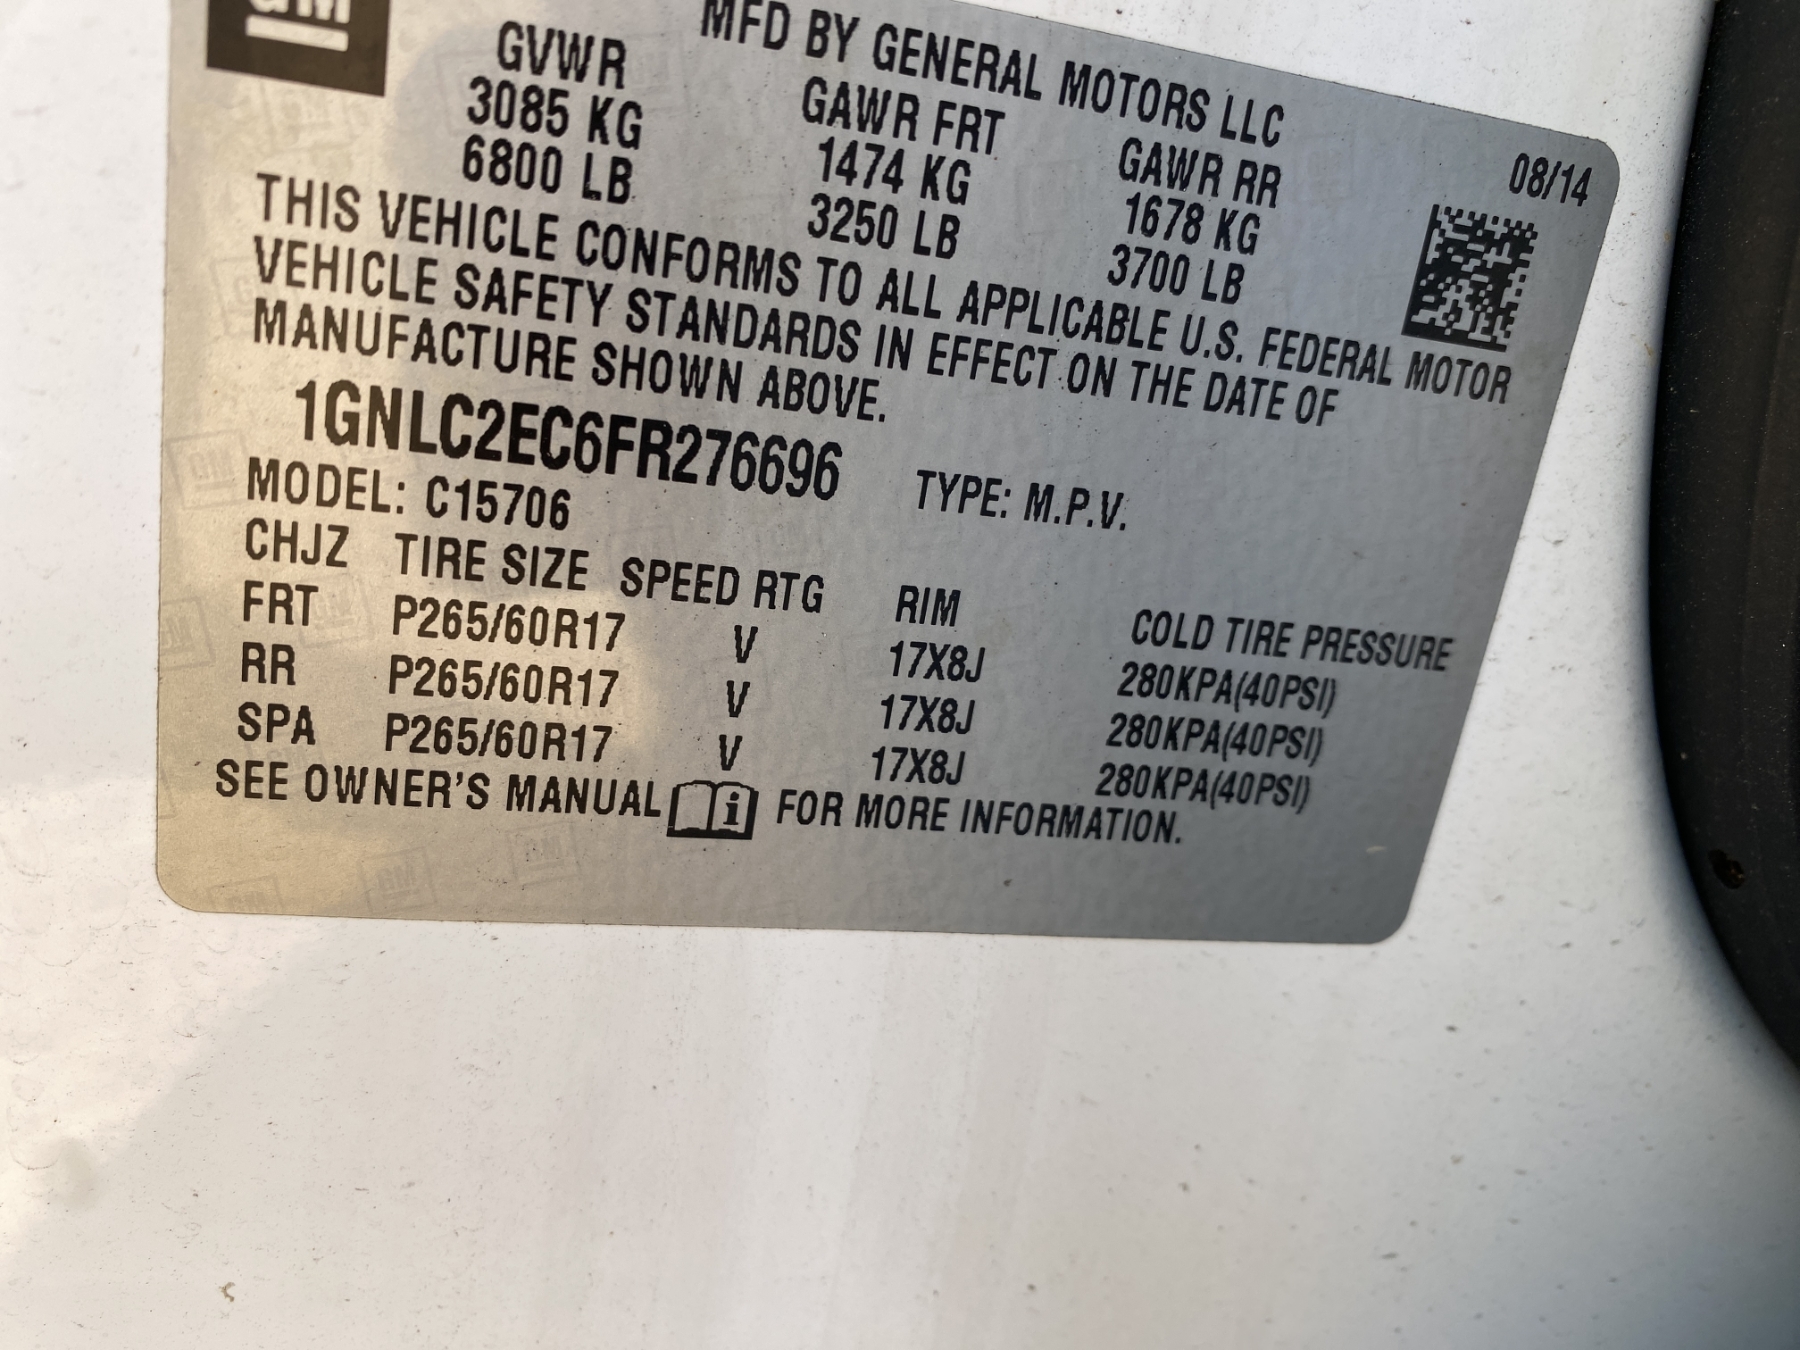 GM
MFD BY GENERAL MOTORS LLC
08/14
GVWR GAWR FRT GAWR RR
3085 KG 1474 KG 1678 KG
6800 LB 3250 LB 3700 LB
THIS VEHICLE CONFORMS TO ALL APPLICABLE U.S. FEDERAL MOTOR
VEHICLE SAFETY STANDARDS IN EFFECT ON THE DATE OF
MANUFACTURE SHOWN ABOVE.
1GNLC2EC6FR276696 TYPE: M.P.V.
MODEL: C15706
CHJZ TIRE SIZE SPEED RTG RIM COLD TIRE PRESSURE
FRT P265/60R17 V 17X8J 280KPA(40PSI)
RR P265/60R17 V 17X8J 280KPA(40PSI)
SPA P265/60R17 V 17X8J 280KPA(40PSI)
SEE OWNER'S MANUAL i FOR MORE INFORMATION.